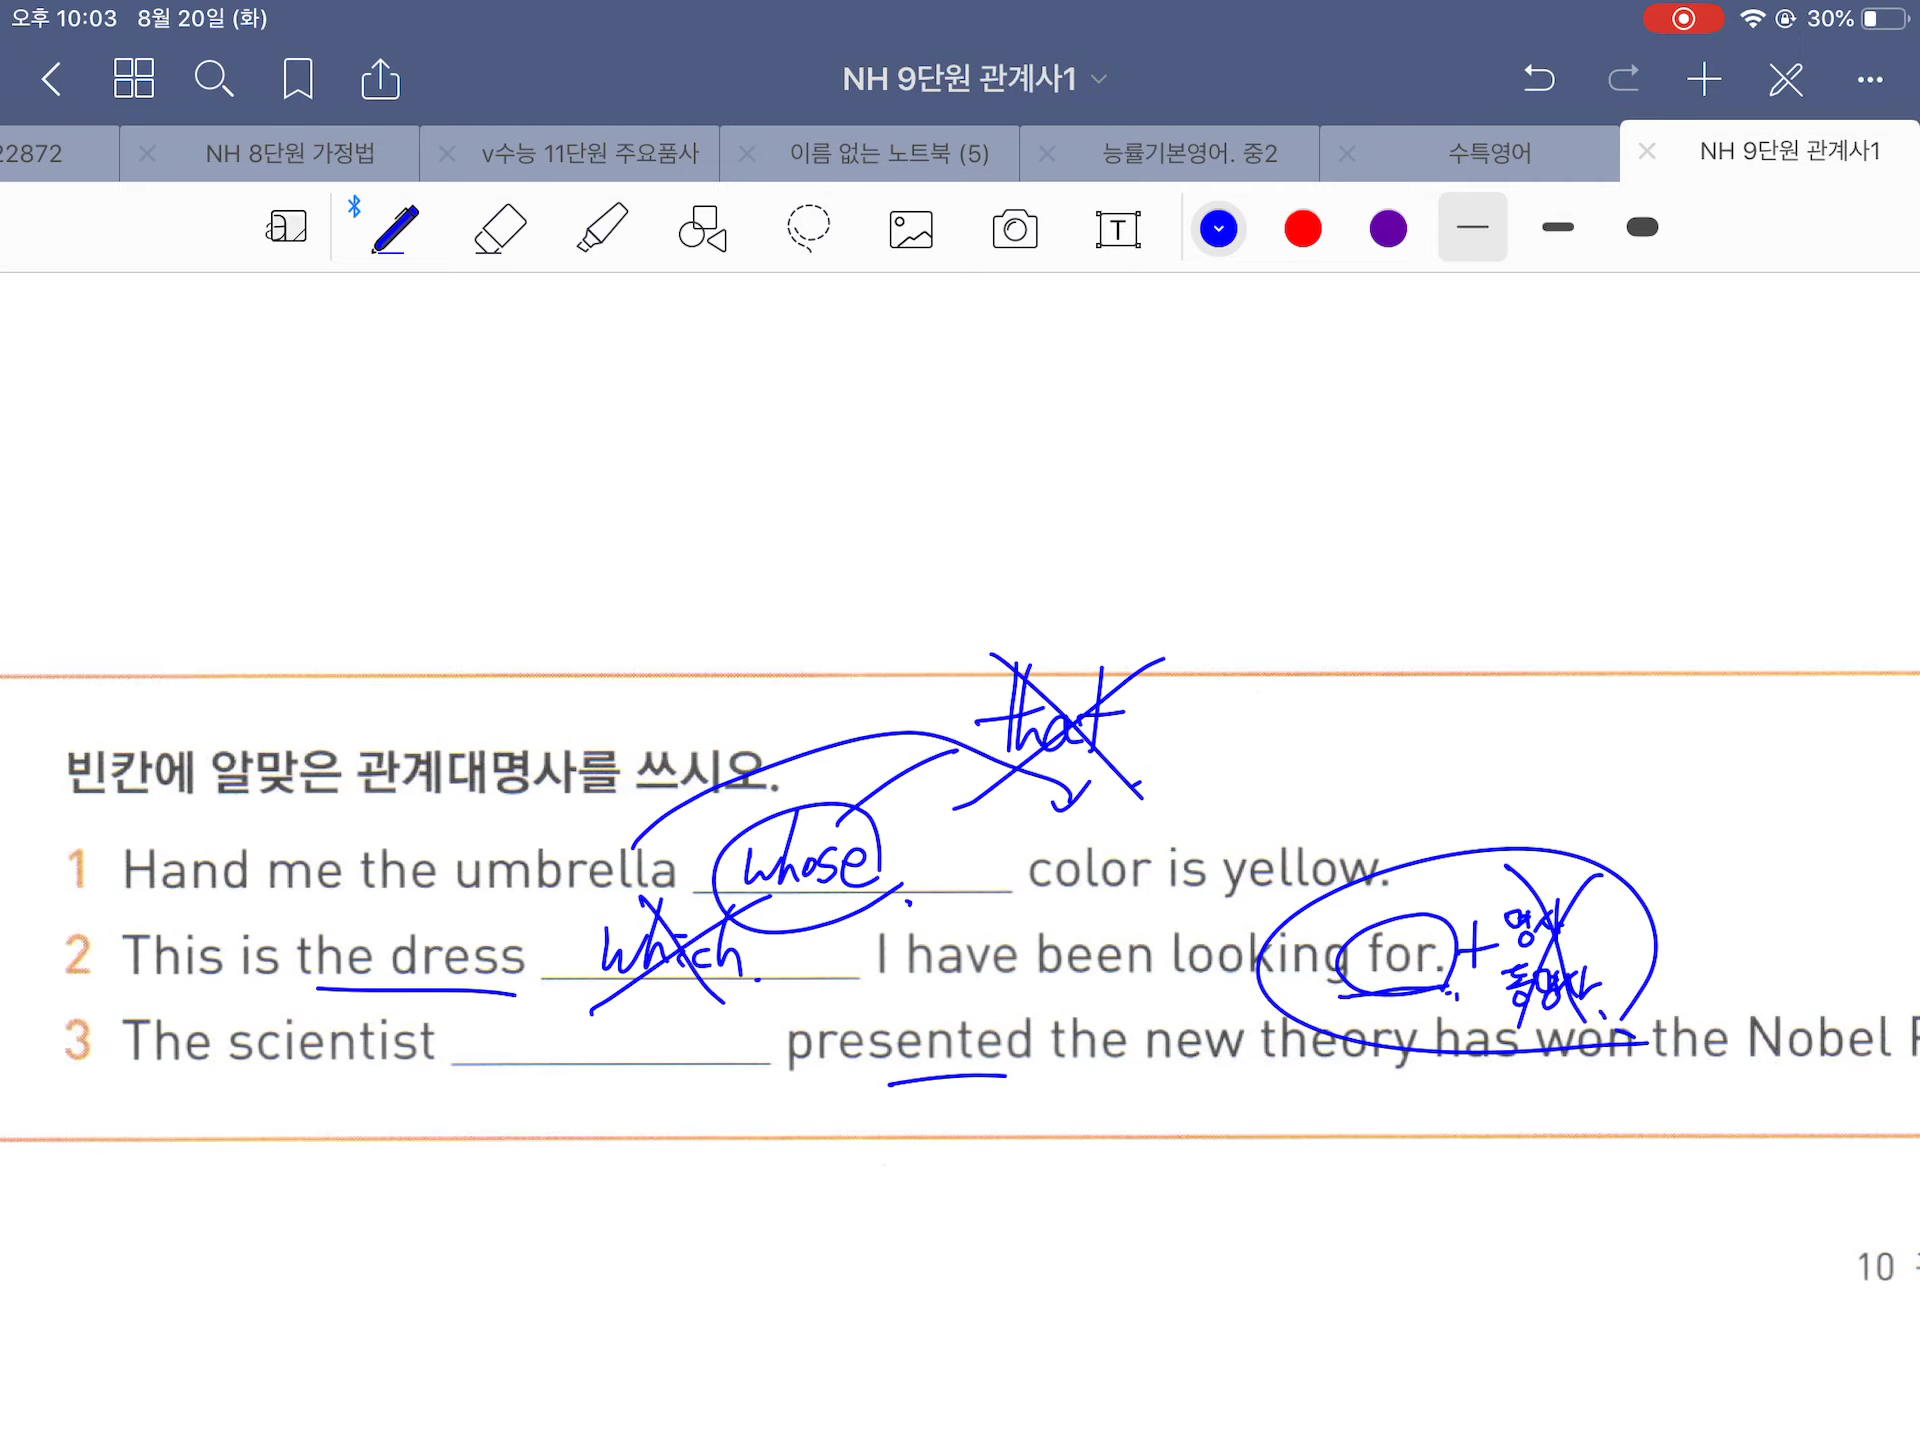 오후 10:03 8월 20일 (화) 30%
NH 9단원 관계사1
22872 NH 8단원 가정법 v수능 11단원 주요품사 이름 없는 노트북 (5) 능률기본영어. 중2 수특영어 NH 9단원 관계사1
T
that
빈칸에 알맞은 관계대명사를 쓰시오.
1 Hand me the umbrella whose color is yellow.
2 This is the dress which I have been looking for. + 명사
동명사
3 The scientist ____ presented the new theory has won the Nobel
10